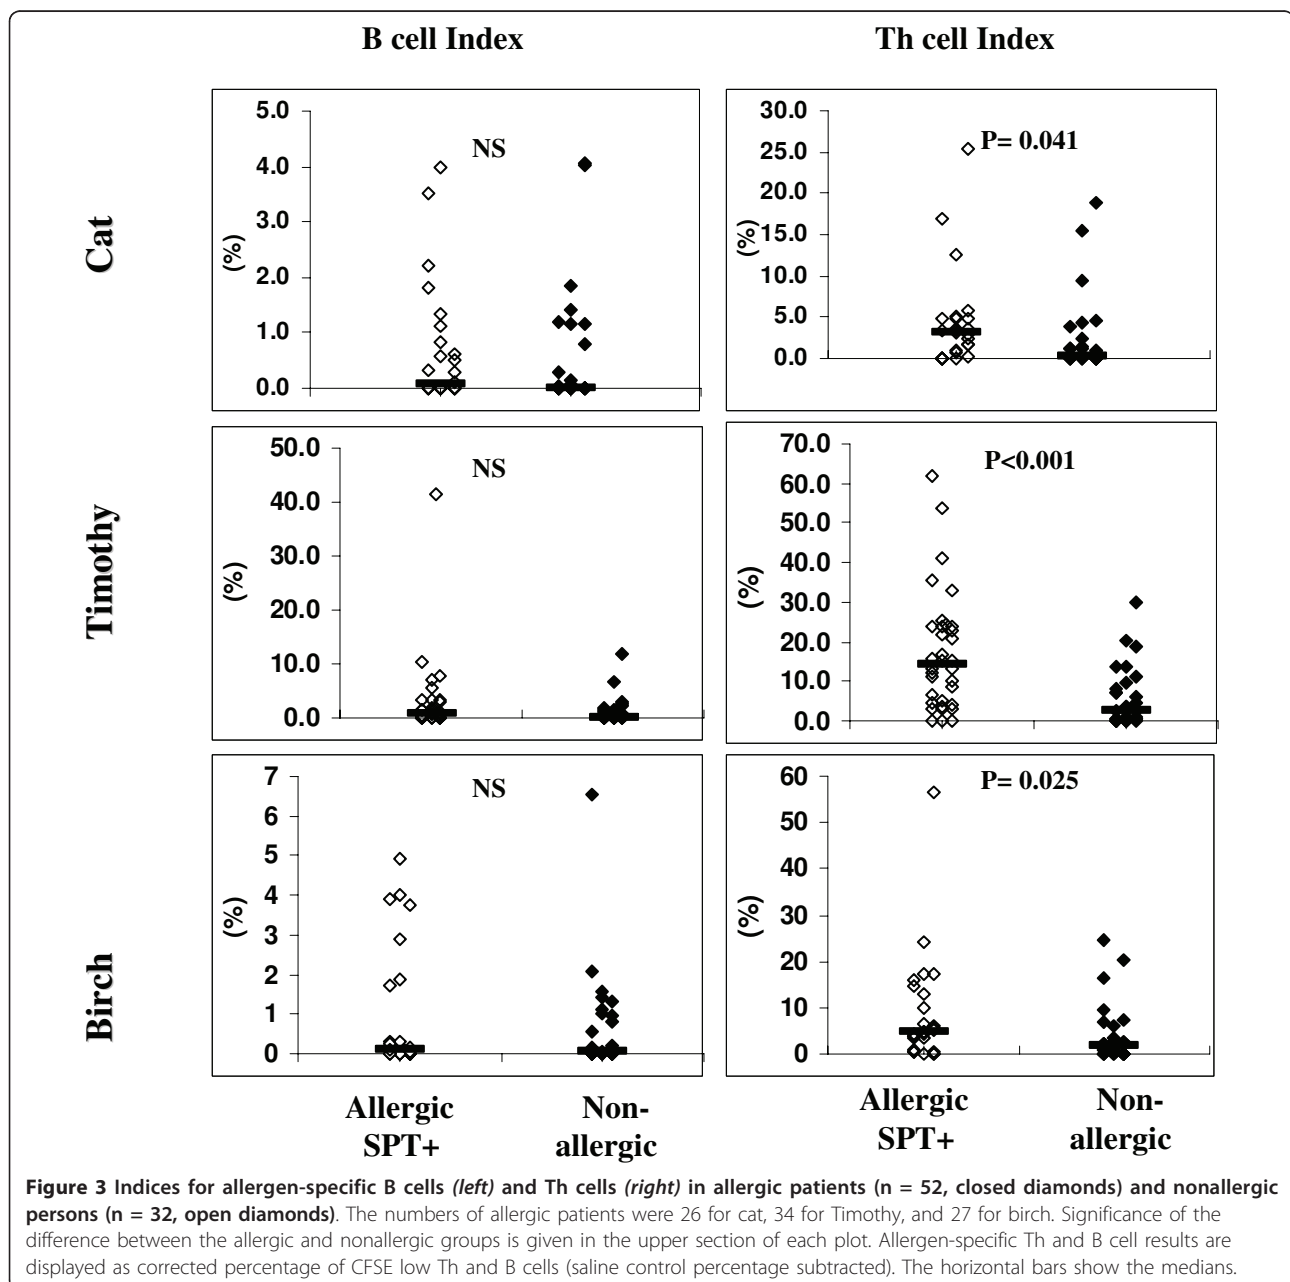 B cell Index
Th cell Index
Cat
5.0
4.0
3.0
2.0
1.0
0.0
(%)
NS
30.0
25.0
20.0
15.0
10.0
5.0
0.0
(%)
P= 0.041
Timothy
50.0
40.0
30.0
20.0
10.0
0.0
(%)
NS
70.0
60.0
50.0
40.0
30.0
20.0
10.0
0.0
(%)
P<0.001
Birch
7
6
5
4
3
2
1
0
(%)
NS
60
50
40
30
20
10
0
(%)
P= 0.025
Allergic
SPT+
Non-
allergic
Allergic
SPT+
Non-
allergic
Figure 3 Indices for allergen-specific B cells (left) and Th cells (right) in allergic patients (n = 52, closed diamonds) and nonallergic
persons (n = 32, open diamonds). The numbers of allergic patients were 26 for cat, 34 for Timothy, and 27 for birch. Significance of the
difference between the allergic and nonallergic groups is given in the upper section of each plot. Allergen-specific Th and B cell results are
displayed as corrected percentage of CFSE low Th and B cells (saline control percentage subtracted). The horizontal bars show the medians.